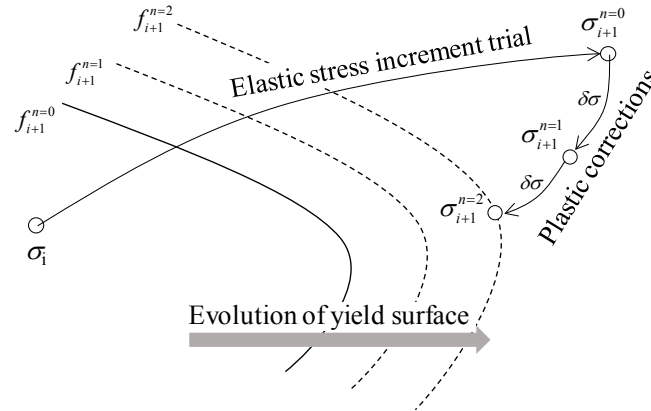 f_{i+1}^{n=2}
σ_{i+1}^{n=0}
Elastic stress increment trial
f_{i+1}^{n=1}
δσ
f_{i+1}^{n=0}
σ_{i+1}^{n=1}
δσ
Plastic corrections
σ_{i+1}^{n=2}
σ_i
Evolution of yield surface